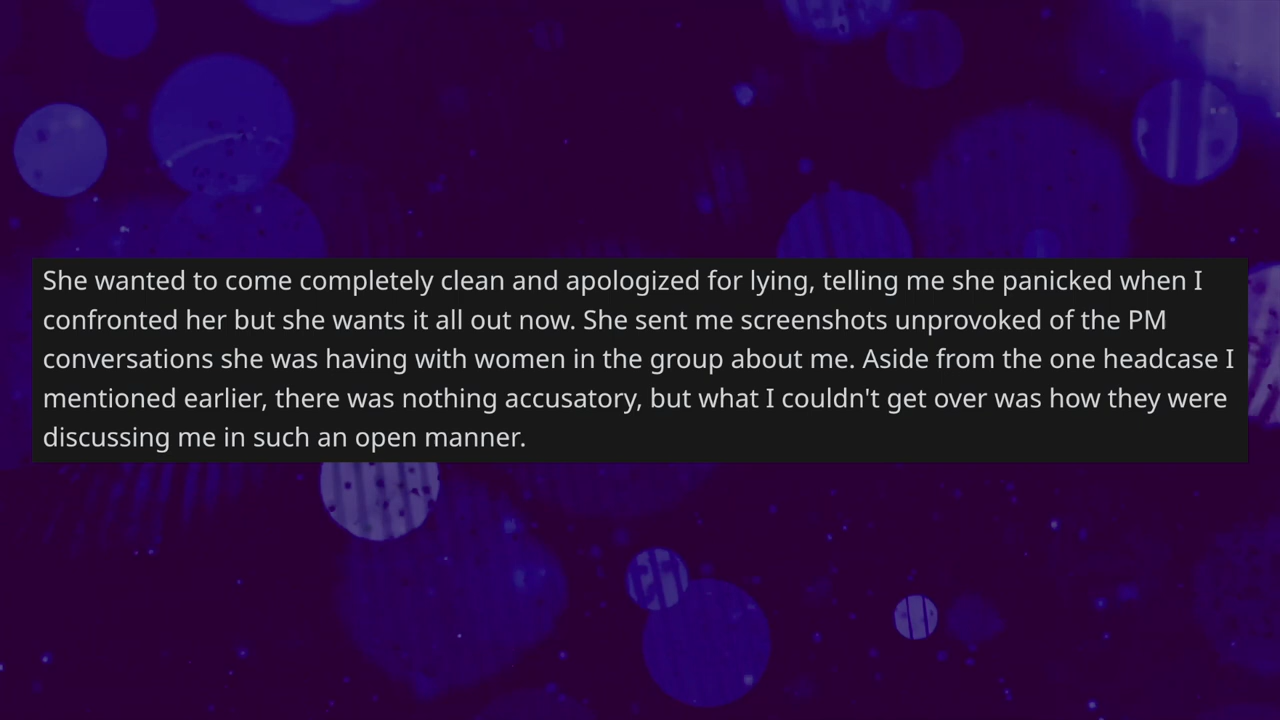 She wanted to come completely clean and apologized for lying, telling me she panicked when I
confronted her but she wants it all out now. She sent me screenshots unprovoked of the PM
conversations she was having with women in the group about me. Aside from the one headcase I
mentioned earlier, there was nothing accusatory, but what I couldn't get over was how they were
discussing me in such an open manner.